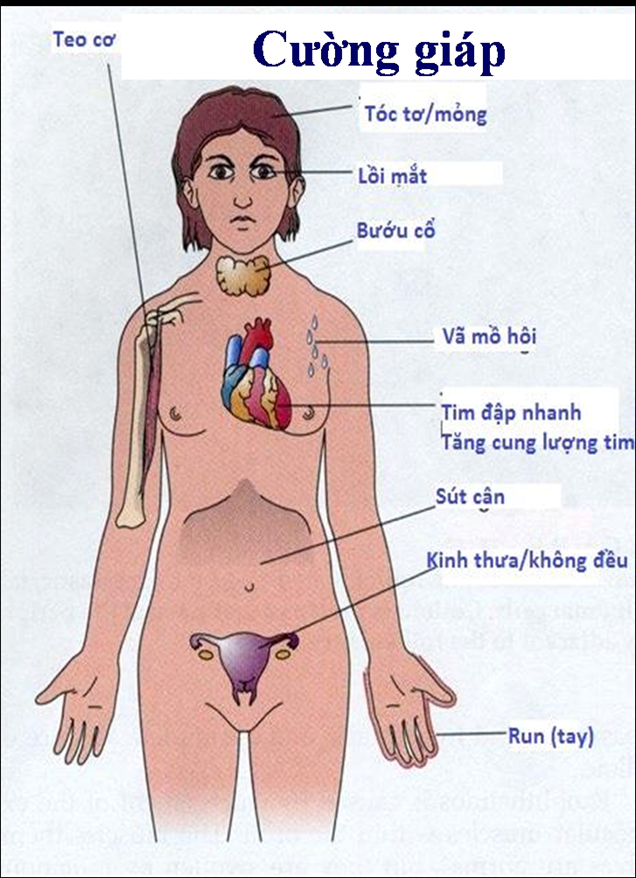 Teo cơ
Cường giáp
Tóc tơ/mỏng
Lồi mắt
Bướu cổ
Vã mồ hôi
Tim đập nhanh
Tăng cung lượng tim
Sút cân
Kinh thưa/không đều
Run (tay)